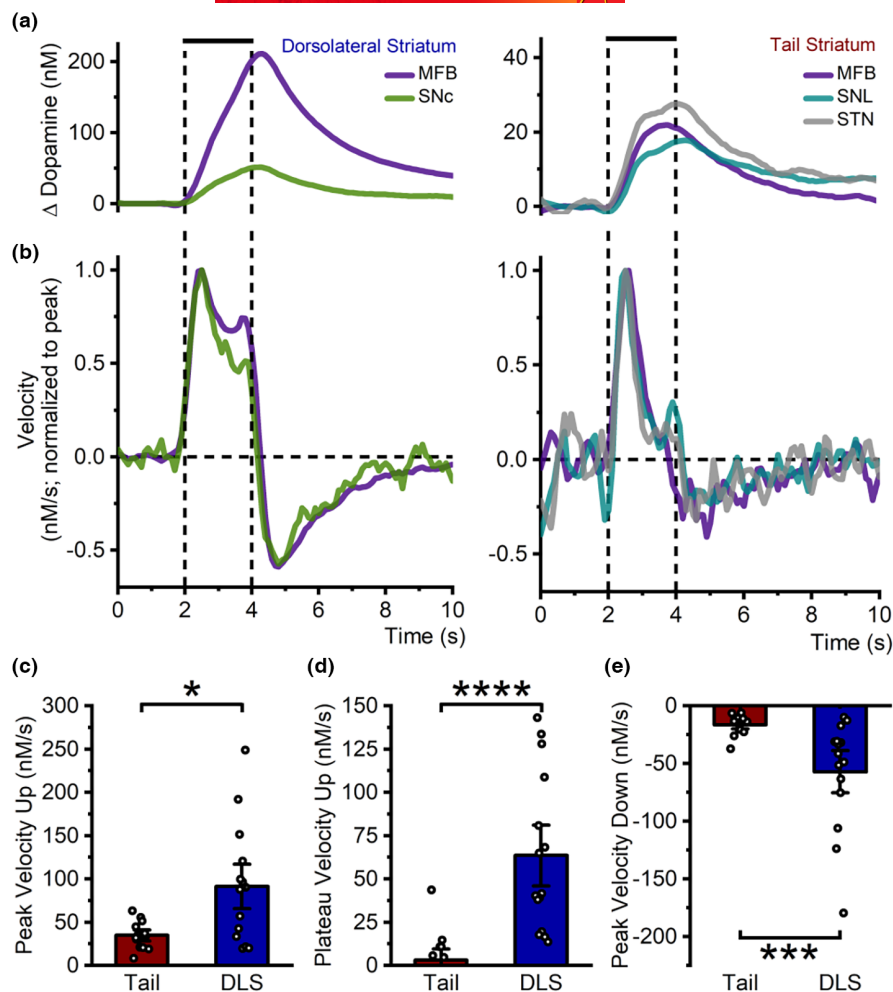 (a)
Dorsolateral Striatum
MFB
SNc
Δ Dopamine (nM)
200
100
0
Tail Striatum
MFB
SNL
STN
40
20
0
(b)
Velocity
(nM/s; normalized to peak)
1.0
0.5
0.0
-0.5
0 2 4 6 8 10
Time (s)
1.0
0.5
0.0
-0.5
0 2 4 6 8 10
Time (s)
(c)
Peak Velocity Up (nM/s)
300
250
200
150
100
50
0
*
Tail DLS
(d)
Plateau Velocity Up (nM/s)
150
125
100
75
50
25
0
****
Tail DLS
(e)
Peak Velocity Down (nM/s)
0
-50
-100
-150
-200
***
Tail DLS